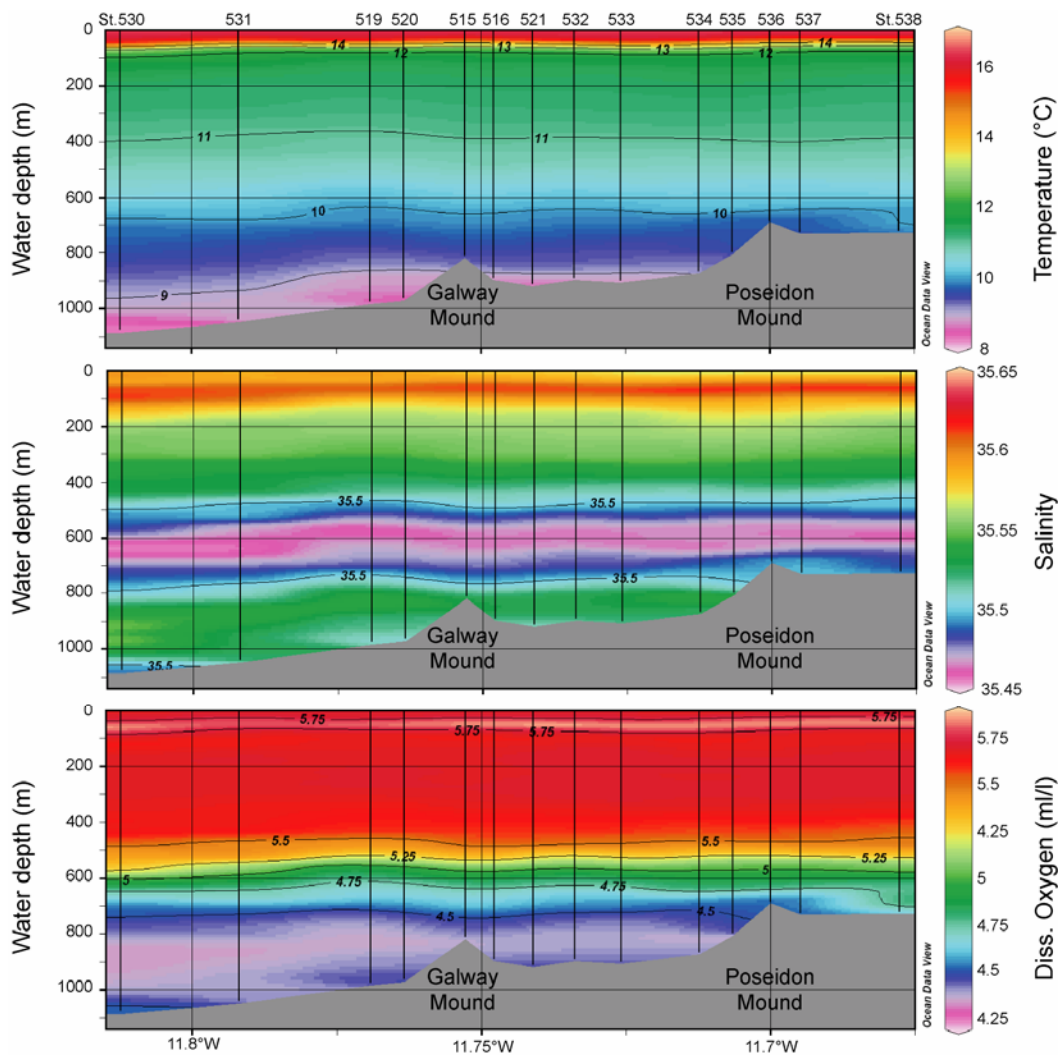 St.530 531 519 520 515 516 521 532 533 534 535 536 537 St.538
0
200
400
600
800
1000
Water depth (m)
14 12 13 13 12 14
11 11
10 10
9
Galway
Mound
Poseidon
Mound
Ocean Data View
16
14
12
10
8
Temperature (°C)
0
200
400
600
800
1000
Water depth (m)
35.5 35.5
35.5 35.5
35.5
Galway
Mound
Poseidon
Mound
Ocean Data View
35.65
35.6
35.55
35.5
35.45
Salinity
0
200
400
600
800
1000
Water depth (m)
5.75 5.75 5.75 5.75
5.5 5.5
5.25 5.25
5 5
4.75 4.75
4.5 4.5
Galway
Mound
Poseidon
Mound
Ocean Data View
5.75
5.5
4.25
5
4.75
4.5
4.25
Diss. Oxygen (ml/l)
11.8°W 11.75°W 11.7°W